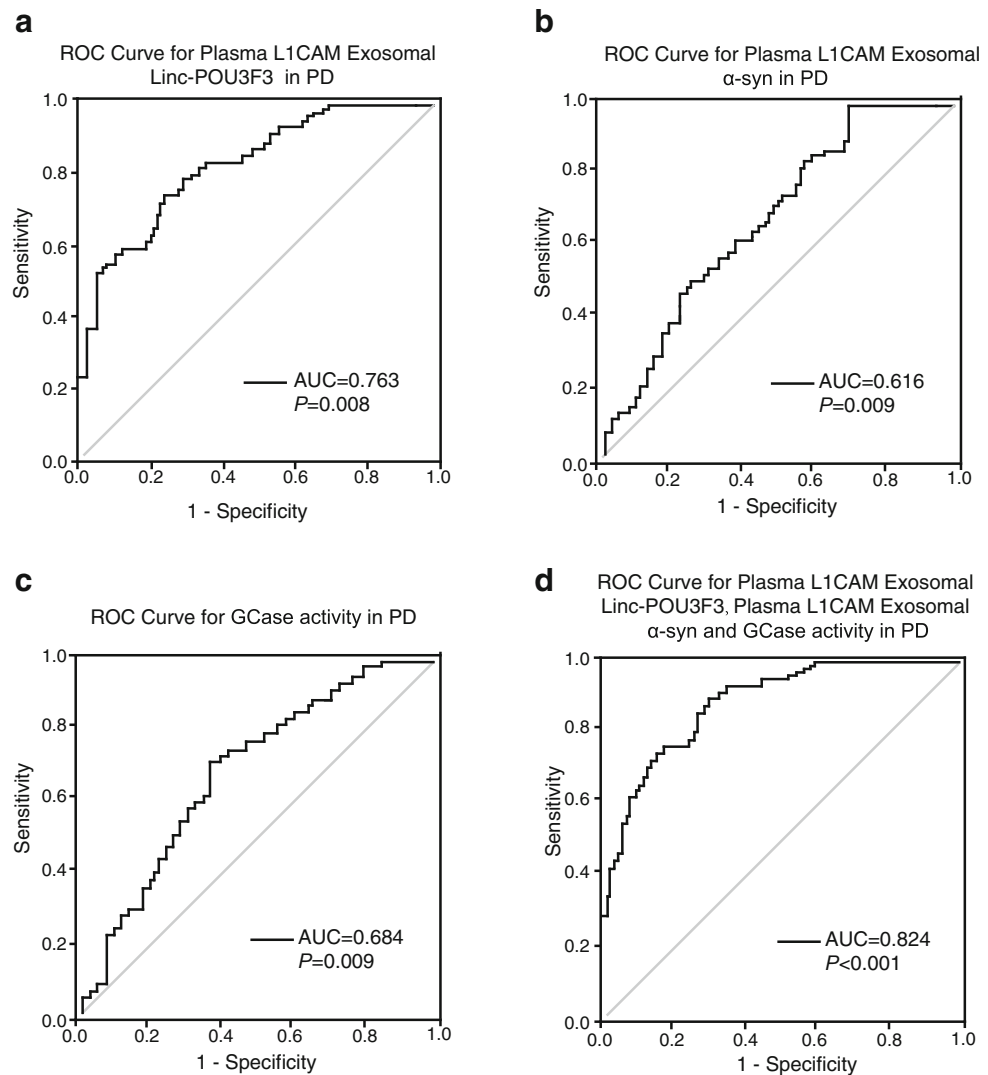 a
ROC Curve for Plasma L1CAM Exosomal
Linc-POU3F3 in PD
1.0
0.8
0.6
0.4
0.2
0.0
Sensitivity
AUC=0.763
P=0.008
0.0 0.2 0.4 0.6 0.8 1.0
1 - Specificity
b
ROC Curve for Plasma L1CAM Exosomal
α-syn in PD
1.0
0.8
0.6
0.4
0.2
0.0
Sensitivity
AUC=0.616
P=0.009
0.0 0.2 0.4 0.6 0.8 1.0
1 - Specificity
c
ROC Curve for GCase activity in PD
1.0
0.8
0.6
0.4
0.2
0.0
Sensitivity
AUC=0.684
P=0.009
0.0 0.2 0.4 0.6 0.8 1.0
1 - Specificity
d
ROC Curve for Plasma L1CAM Exosomal
Linc-POU3F3, Plasma L1CAM Exosomal
α-syn and GCase activity in PD
1.0
0.8
0.6
0.4
0.2
0.0
Sensitivity
AUC=0.824
P<0.001
0.0 0.2 0.4 0.6 0.8 1.0
1 - Specificity